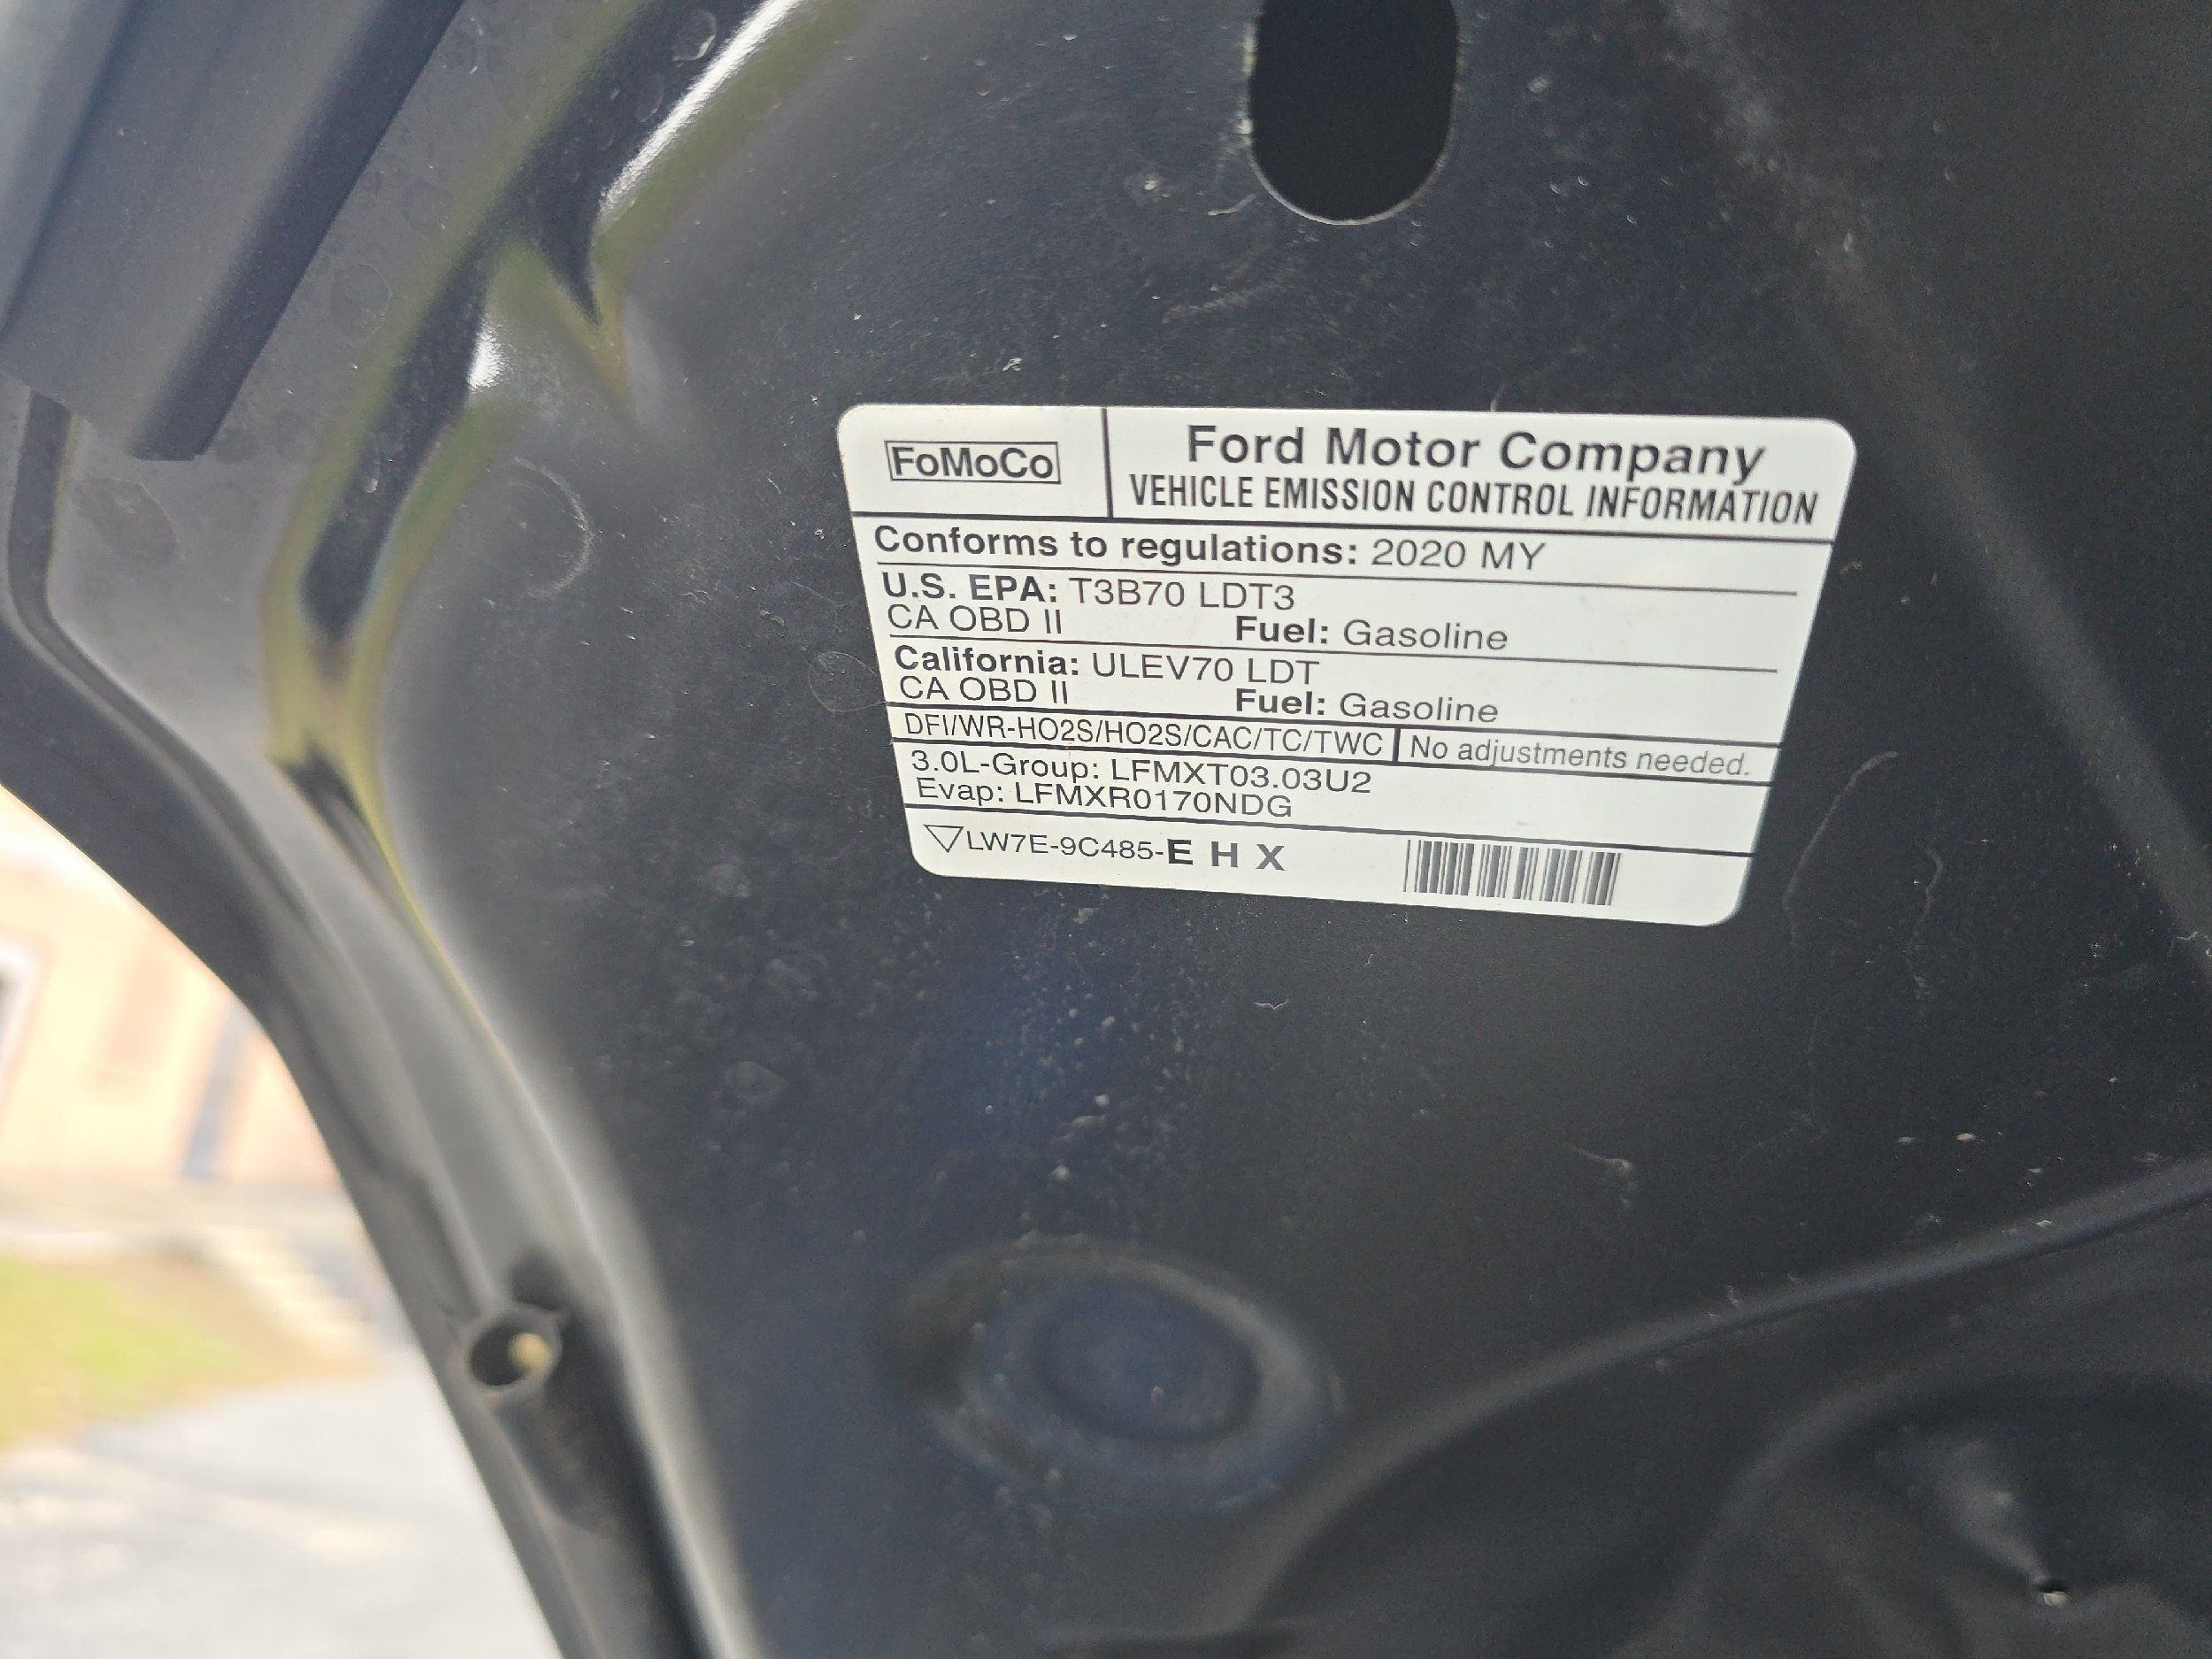 FoMoCo
Ford Motor Company
VEHICLE EMISSION CONTROL INFORMATION
Conforms to regulations: 2020 MY
U.S. EPA: T3B70 LDT3
CA OBD II Fuel: Gasoline
California: ULEV70 LDT
CA OBD II Fuel: Gasoline
DFI/WR-HO2S/HO2S/CAC/TC/TWC No adjustments needed.
3.0L-Group: LFMXT03.03U2
Evap: LFMXR0170NDG
LW7E-9C485-E H X